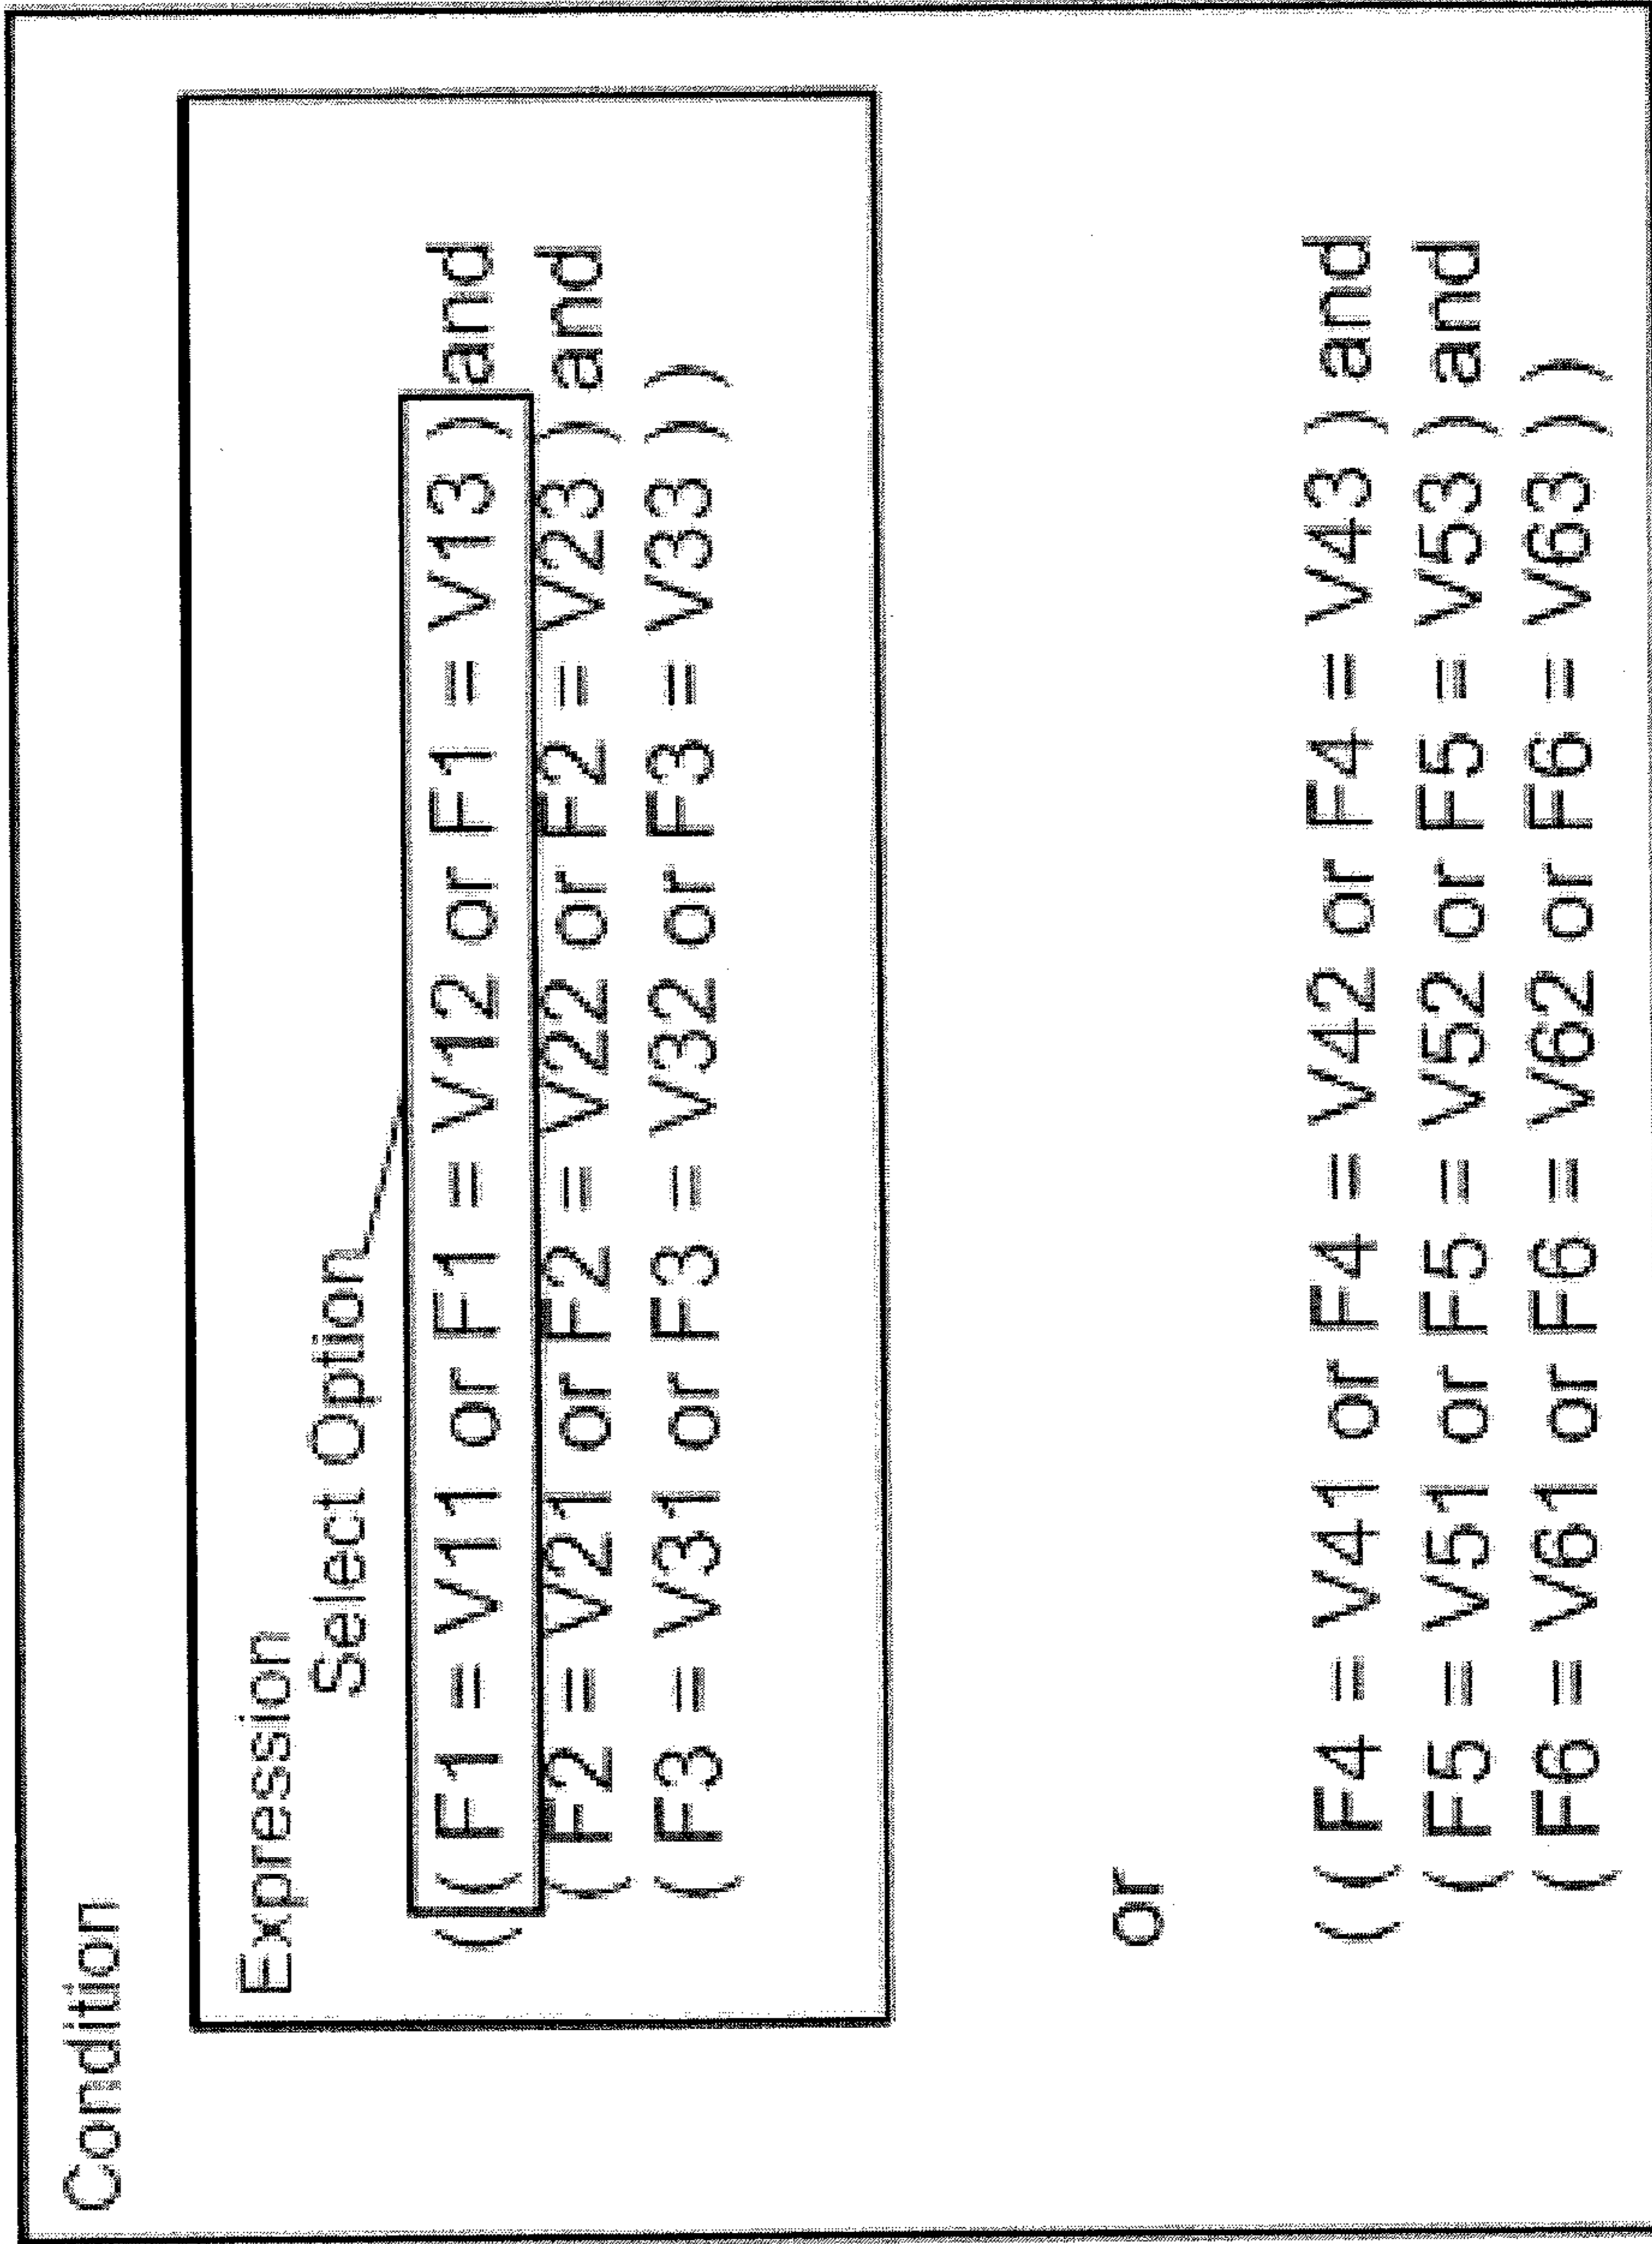 Condition
Expression
Select Option
((F1 = V11 or F1 = V12 or F1 = V13) and
(F2 = V21 or F2 = V22 or F2 = V23) and
(F3 = V31 or F3 = V32 or F3 = V33))
or
((F4 = V41 or F4 = V42 or F4 = V43) and
(F5 = V51 or F5 = V52 or F5 = V53) and
(F6 = V61 or F6 = V62 or F6 = V63))